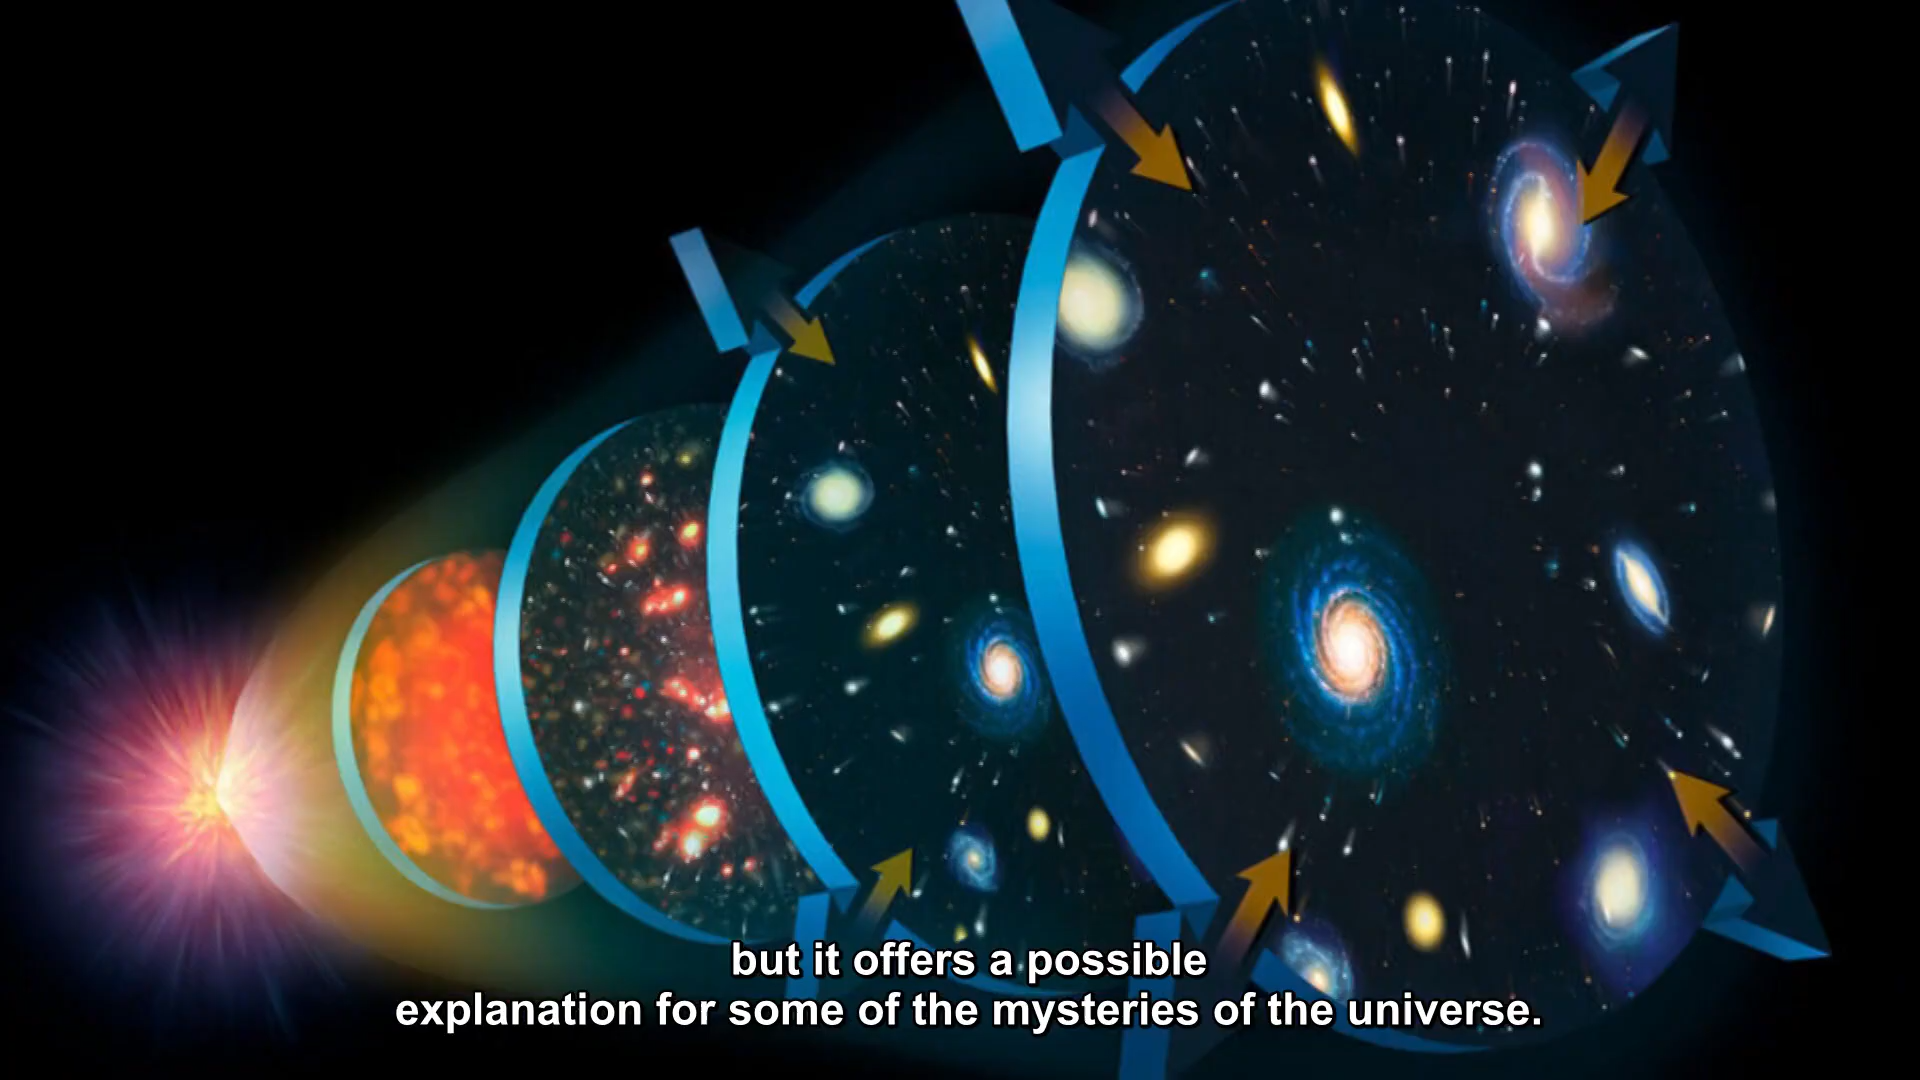 but it offers a possible
explanation for some of the mysteries of the universe.